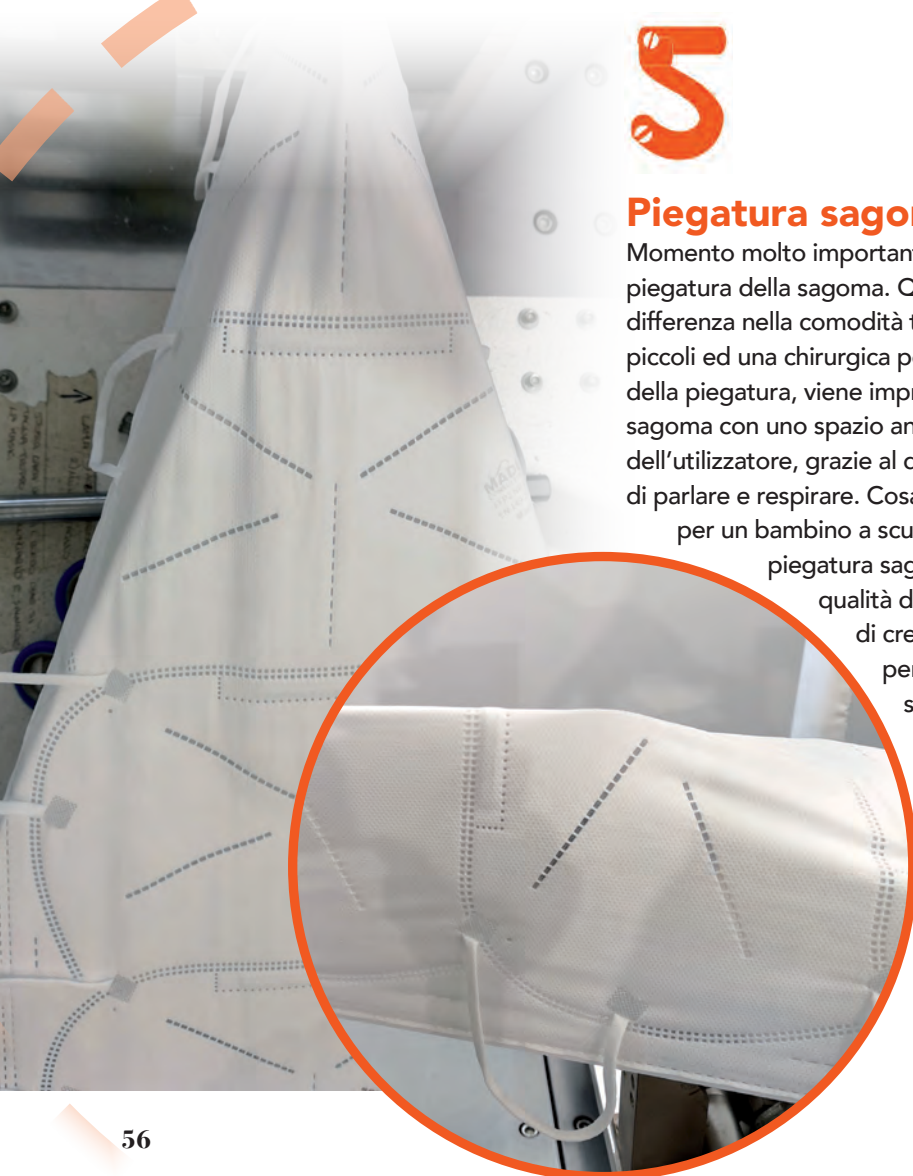 5
Piegatura sago
Momento molto importan
piegatura della sagoma. Q
differenza nella comodità t
piccoli ed una chirurgica pe
della piegatura, viene impr
sagoma con uno spazio an
dell'utilizzatore, grazie al c
di parlare e respirare. Cosa
per un bambino a scu
piegatura sag
qualità d
di cre
per
s
56